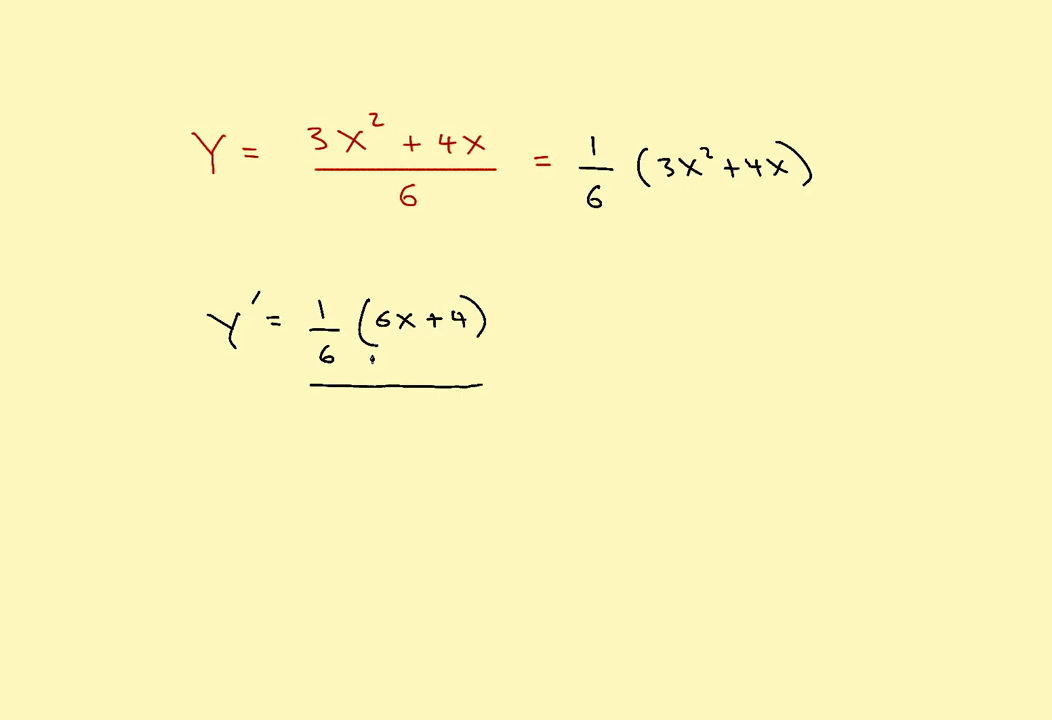 Y = (3x² + 4x)/6 = 1/6 (3x² + 4x)
Y' = 1/6 (6x + 4)